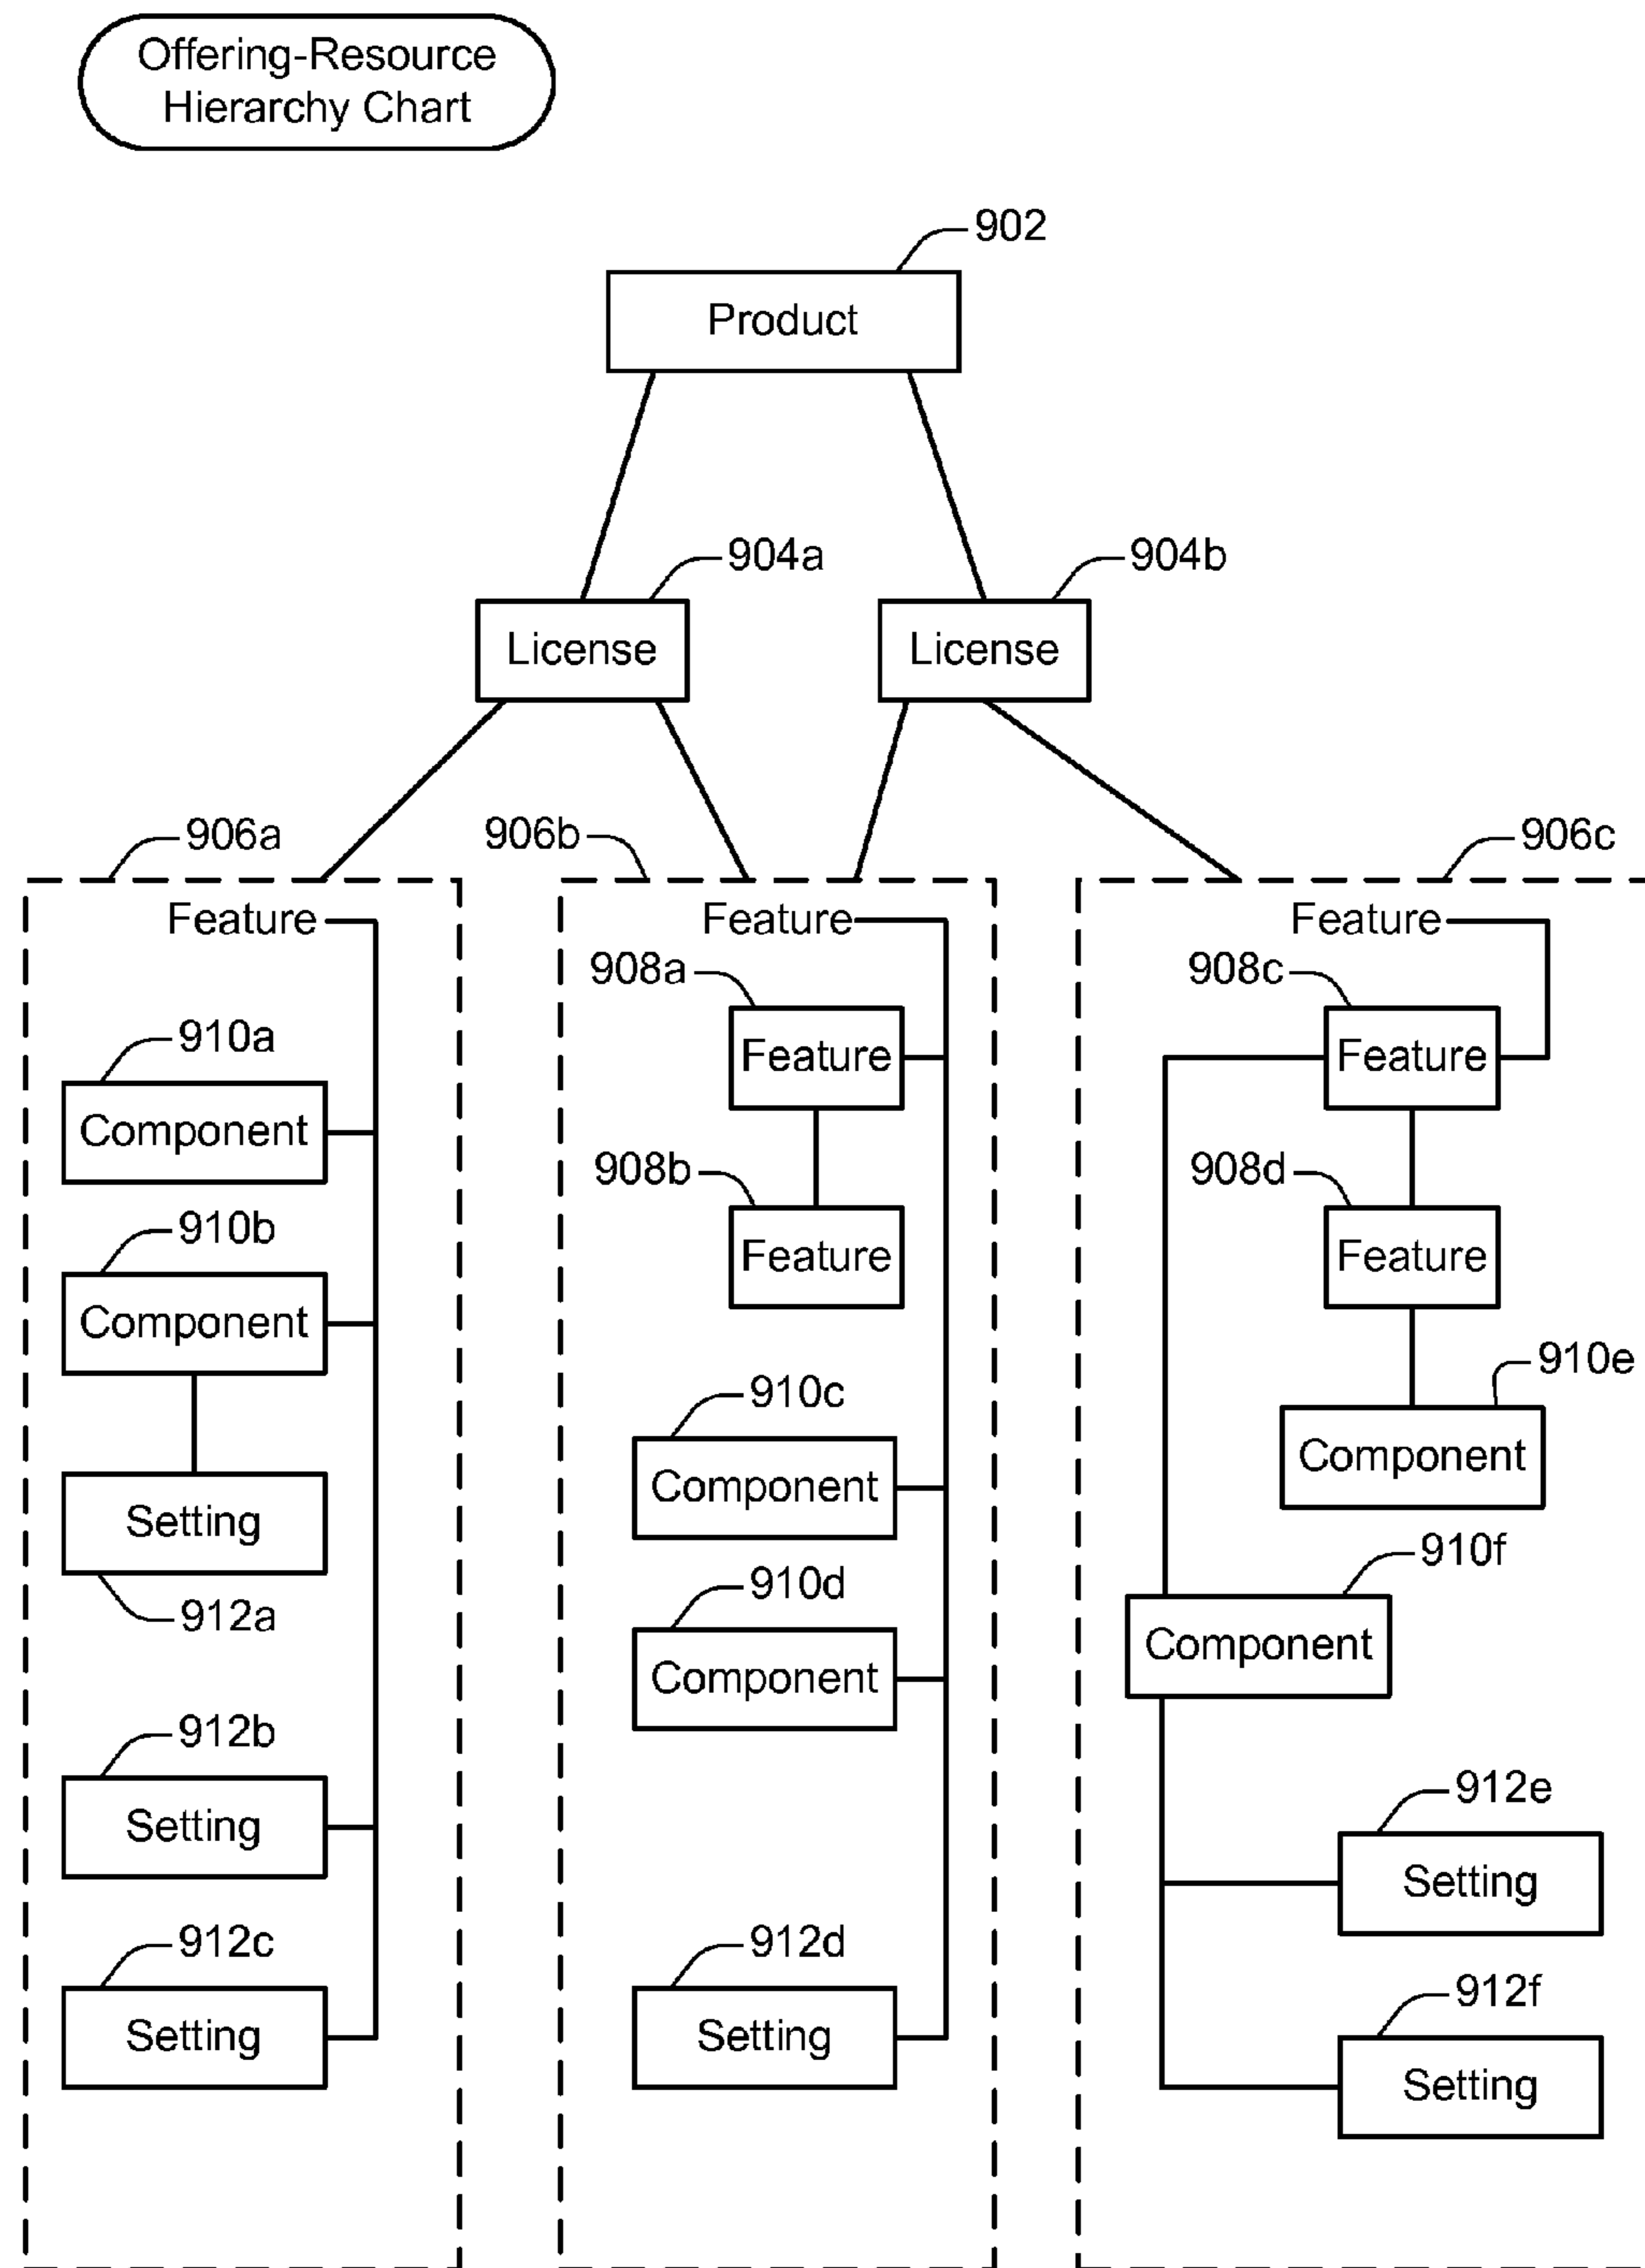 Offering-Resource
Hierarchy Chart
902
Product
904a
904b
License
License
906a
906b
906c
Feature
Feature
Feature
908a
908c
910a
Feature
Feature
Component
908b
908d
910b
Feature
Feature
Component
910e
910c
Component
Component
Setting
910f
910d
912a
Component
Component
912b
912e
Setting
Setting
912c
912d
912f
Setting
Setting
Setting